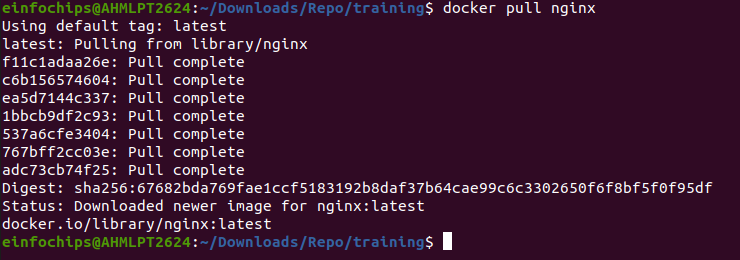 einfochips@AHMLPT2624:~/Downloads/Repo/training$ docker pull nginx
Using default tag: latest
latest: Pulling from library/nginx
f11c1adaa26e: Pull complete
c6b156574604: Pull complete
ea5d7144c337: Pull complete
1bbcb9df2c93: Pull complete
537a6cfe3404: Pull complete
767bff2cc03e: Pull complete
adc73cb74f25: Pull complete
Digest: sha256:67682bda769fae1ccf5183192b8daf37b64cae99c6c3302650f6f8bf5f0f95df
Status: Downloaded newer image for nginx:latest
docker.io/library/nginx:latest
einfochips@AHMLPT2624:~/Downloads/Repo/training$